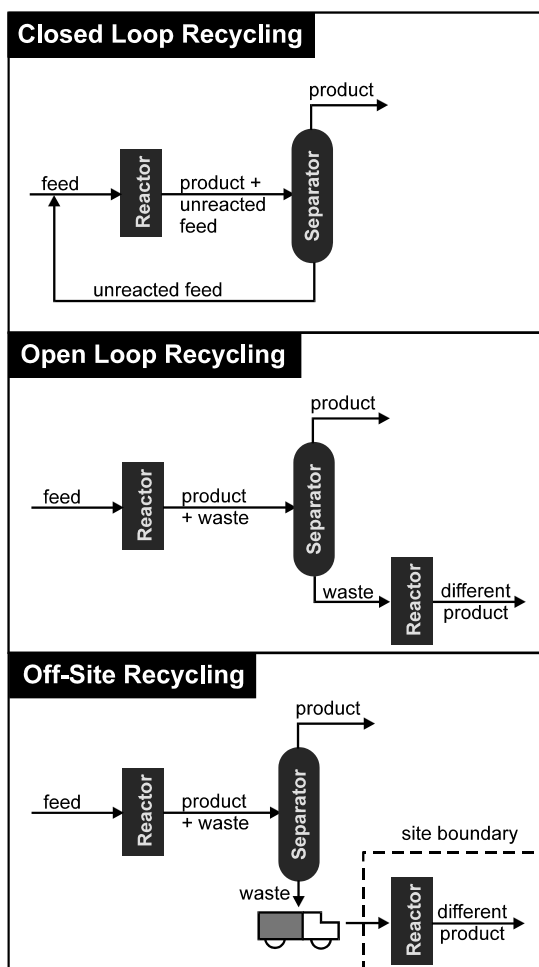 Closed Loop Recycling
product
feed
Reactor
product +
unreacted
feed
Separator
unreacted feed
Open Loop Recycling
product
feed
Reactor
product
+ waste
Separator
waste
Reactor
different
product
Off-Site Recycling
product
feed
Reactor
product
+ waste
Separator
site boundary
waste
Reactor
different
product